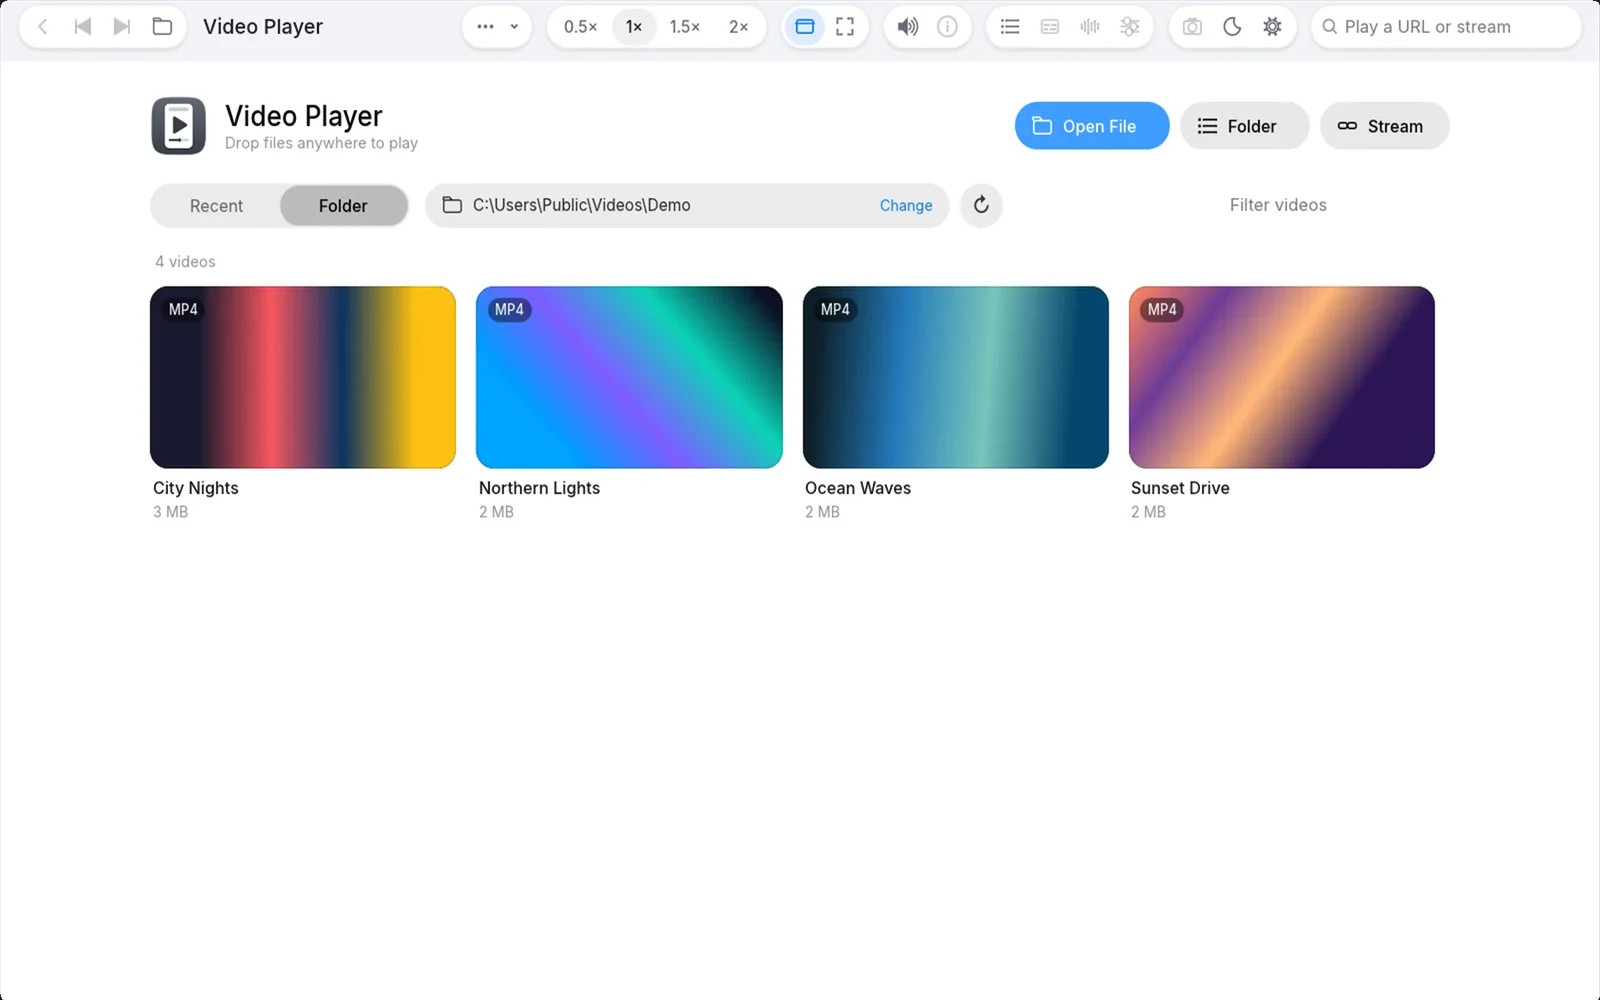 Video Player
0.5× 1× 1.5× 2×
Play a URL or stream
Video Player
Drop files anywhere to play
Open File
Folder
Stream
Recent
Folder
C:\Users\Public\Videos\Demo
Change
Filter videos
4 videos
MP4
MP4
MP4
MP4
City Nights
Northern Lights
Ocean Waves
Sunset Drive
3 MB
2 MB
2 MB
2 MB